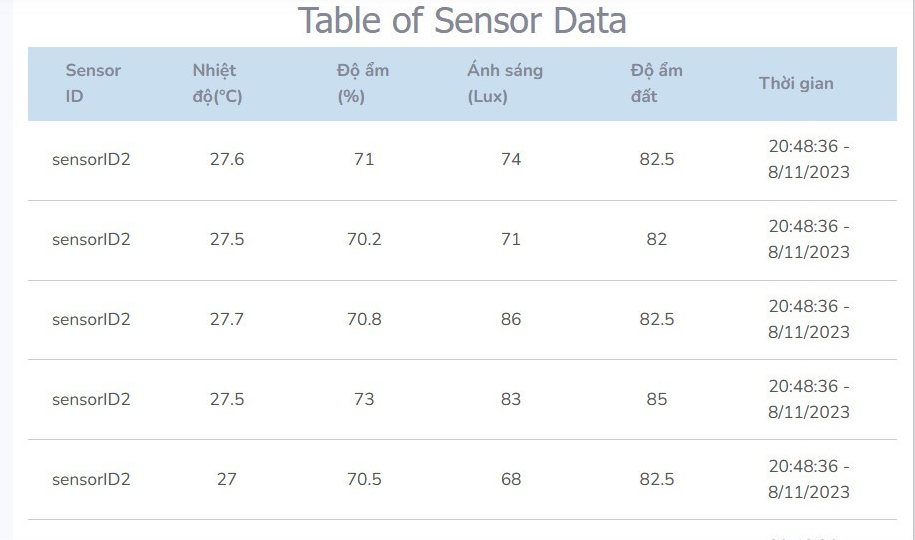 Table of Sensor Data
Sensor ID Nhiệt độ(°C) Độ ẩm (%) Ánh sáng (Lux) Độ ẩm đất Thời gian
sensorID2 27.6 71 74 82.5 20:48:36 - 8/11/2023
sensorID2 27.5 70.2 71 82 20:48:36 - 8/11/2023
sensorID2 27.7 70.8 86 82.5 20:48:36 - 8/11/2023
sensorID2 27.5 73 83 85 20:48:36 - 8/11/2023
sensorID2 27 70.5 68 82.5 20:48:36 - 8/11/2023